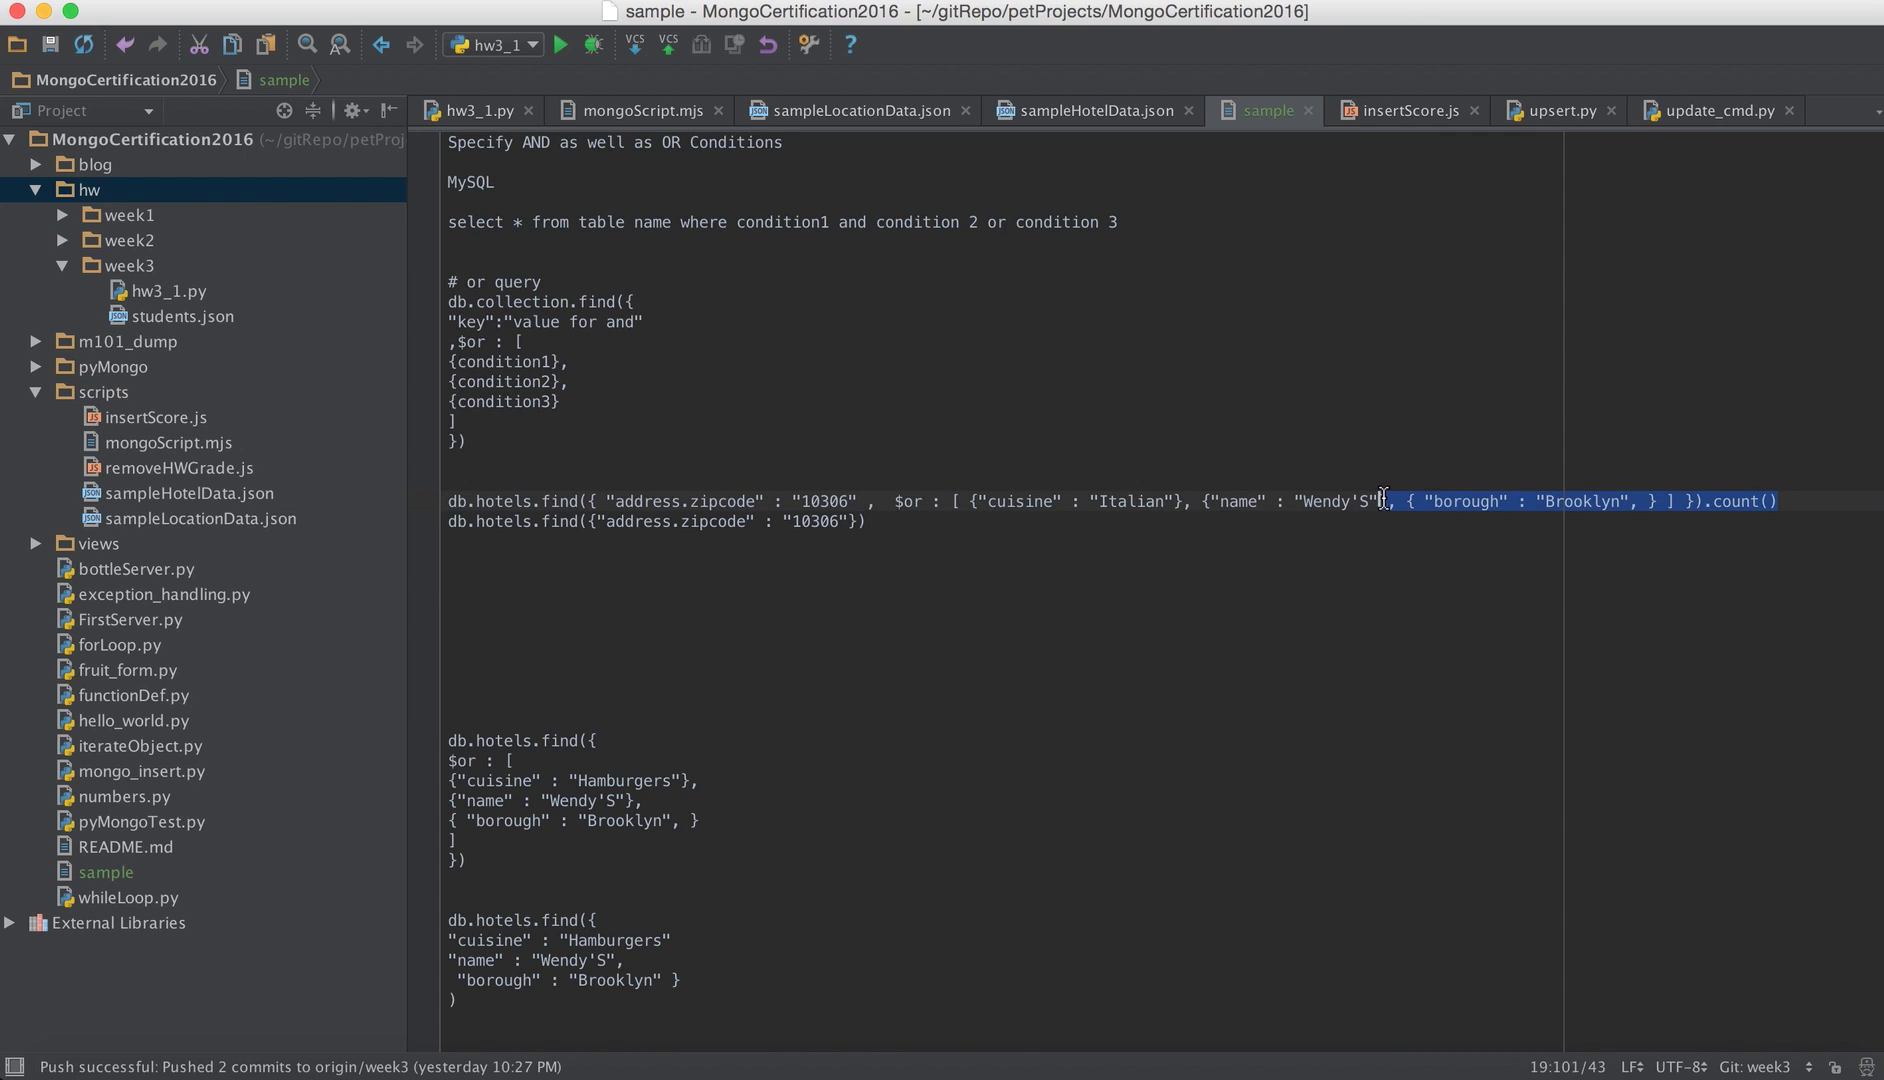 sample - MongoCertification2016 - [~/gitRepo/petProjects/MongoCertification2016]
hw3_1
VCS
VCS
?
MongoCertification2016
sample
Project
hw3_1.py
mongoScript.mjs
sampleLocationData.json
sampleHotelData.json
sample
insertScore.js
upsert.py
update_cmd.py
MongoCertification2016 (~/gitRepo/petProj
blog
hw
week1
week2
week3
hw3_1.py
students.json
m101_dump
pyMongo
scripts
insertScore.js
mongoScript.mjs
removeHWGrade.js
sampleHotelData.json
sampleLocationData.json
views
bottleServer.py
exception_handling.py
FirstServer.py
forLoop.py
fruit_form.py
functionDef.py
hello_world.py
iterateObject.py
mongo_insert.py
numbers.py
pyMongoTest.py
README.md
sample
whileLoop.py
External Libraries
Specify AND as well as OR Conditions
MySQL
select * from table name where condition1 and condition 2 or condition 3
# or query
db.collection.find({
"key":"value for and"
,$or : [
{condition1},
{condition2},
{condition3}
]
})
db.hotels.find({ "address.zipcode" : "10306" ,  $or : [ {"cuisine" : "Italian"}, {"name" : "Wendy'S"}, { "borough" : "Brooklyn", } ] }).count()
db.hotels.find({"address.zipcode" : "10306"})
db.hotels.find({
$or : [
{"cuisine" : "Hamburgers"},
{"name" : "Wendy'S"},
{ "borough" : "Brooklyn", }
]
})
db.hotels.find({
"cuisine" : "Hamburgers"
"name" : "Wendy'S",
"borough" : "Brooklyn" }
)
Push successful: Pushed 2 commits to origin/week3 (yesterday 10:27 PM)
19:101/43 LF UTF-8 Git: week3